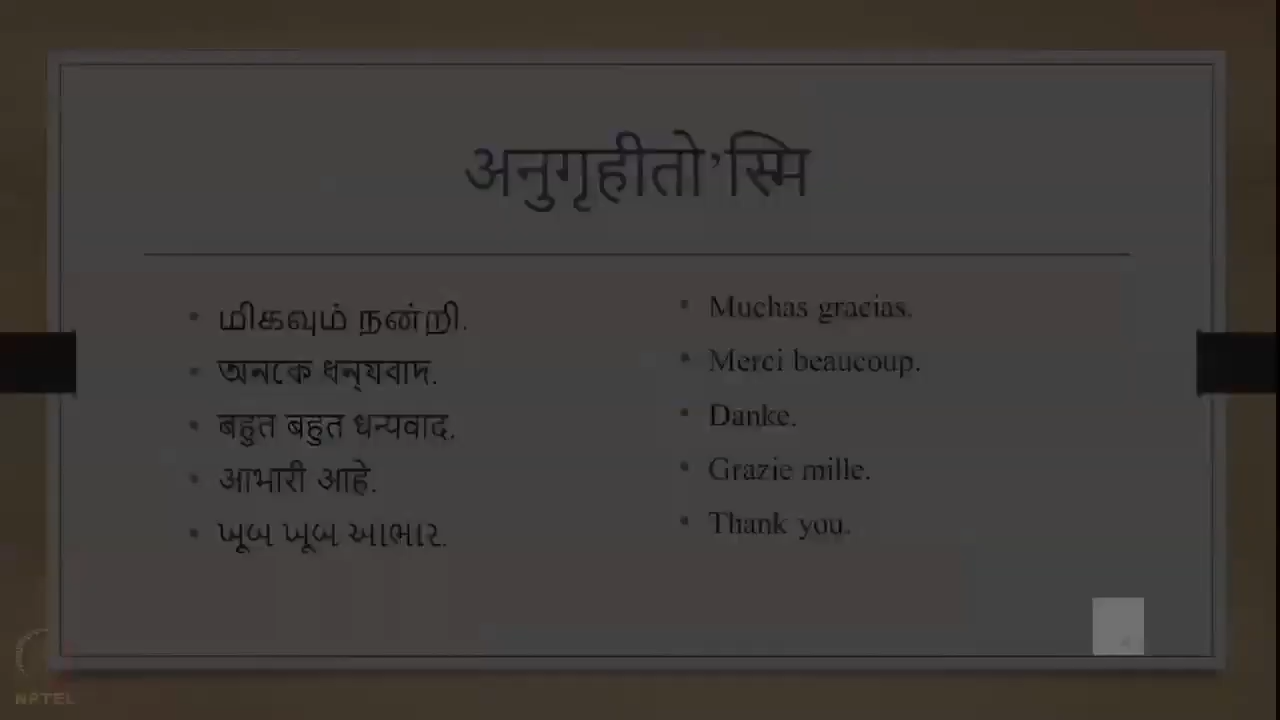 अनुगृहीतो’स्मि
மிகவும் நன்றி.
অনেক ধন্যবাদ.
बहुत बहुत धन्यवाद.
आभारी आहे.
ખૂબ ખૂબ આભાર.
Muchas gracias.
Merci beaucoup.
Danke.
Grazie mille.
Thank you.
NPTEL